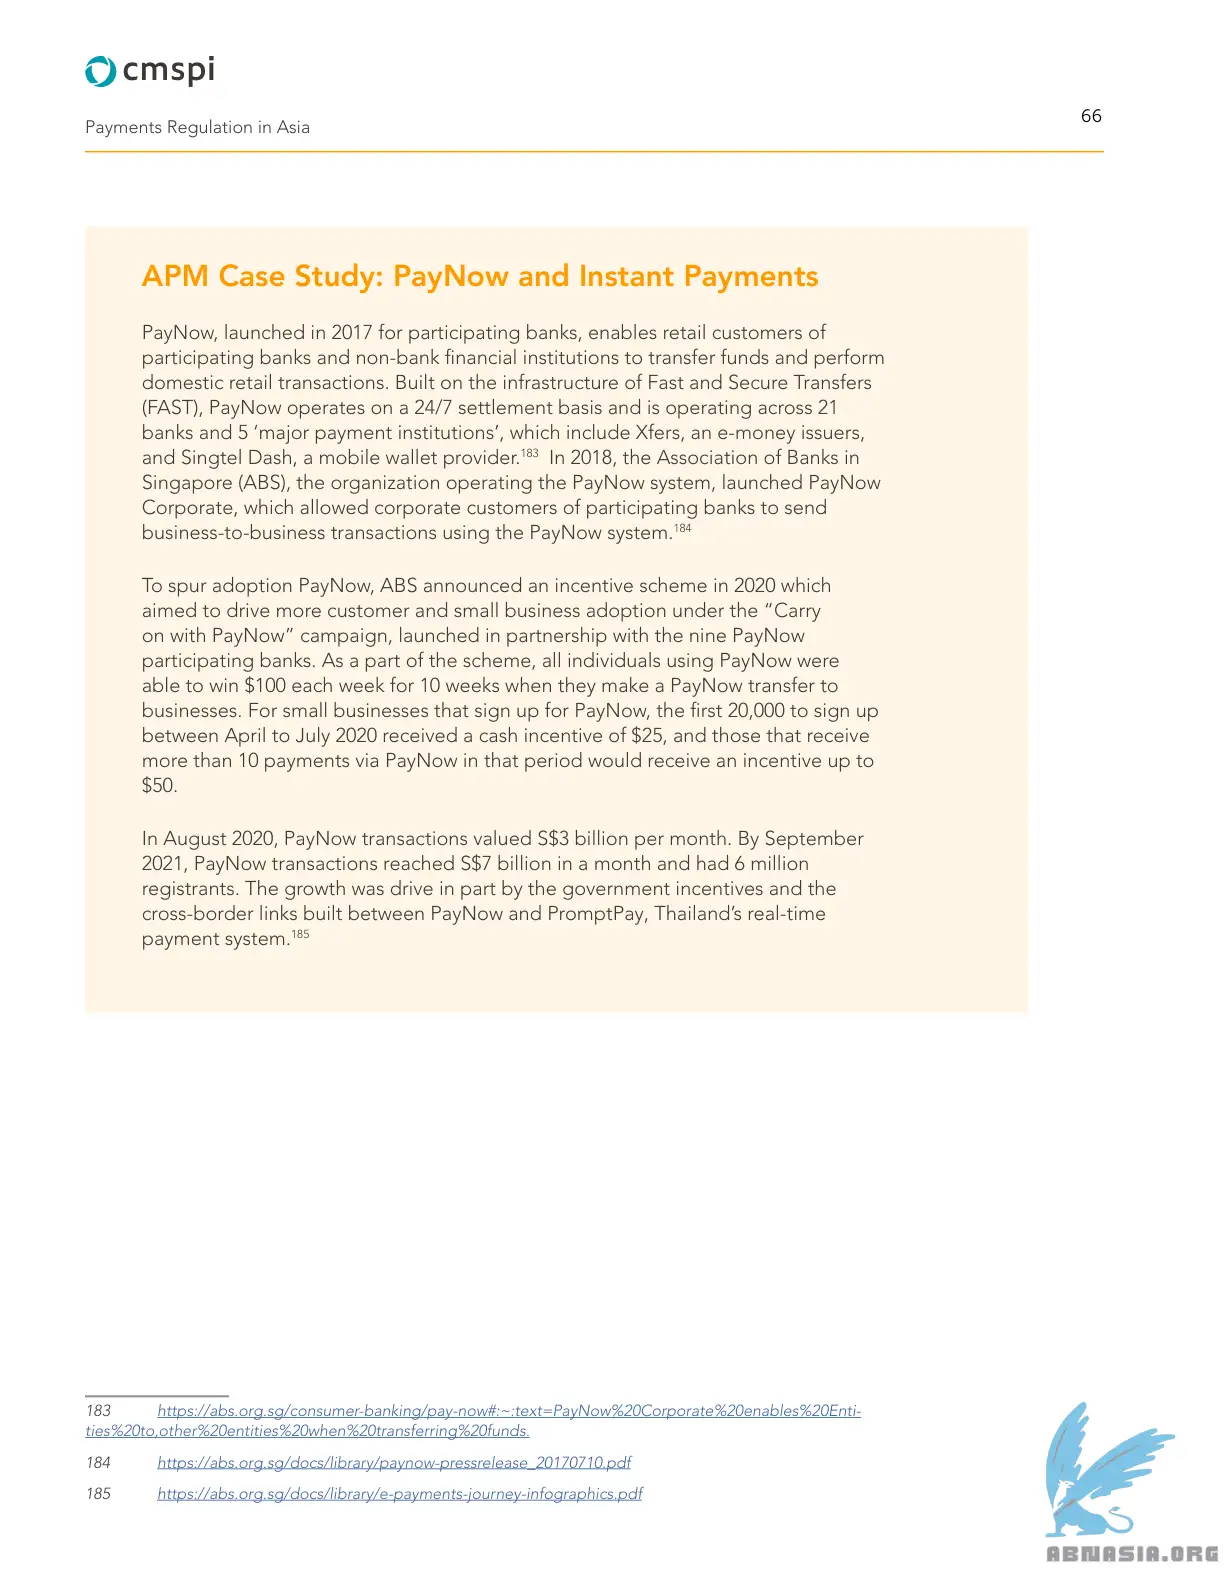 cmspi
Payments Regulation in Asia
66
APM Case Study: PayNow and Instant Payments
PayNow, launched in 2017 for participating banks, enables retail customers of
participating banks and non-bank financial institutions to transfer funds and perform
domestic retail transactions. Built on the infrastructure of Fast and Secure Transfers
(FAST), PayNow operates on a 24/7 settlement basis and is operating across 21
banks and 5 ‘major payment institutions’, which include Xfers, an e-money issuers,
and Singtel Dash, a mobile wallet provider.183  In 2018, the Association of Banks in
Singapore (ABS), the organization operating the PayNow system, launched PayNow
Corporate, which allowed corporate customers of participating banks to send
business-to-business transactions using the PayNow system.184
To spur adoption PayNow, ABS announced an incentive scheme in 2020 which
aimed to drive more customer and small business adoption under the “Carry
on with PayNow” campaign, launched in partnership with the nine PayNow
participating banks. As a part of the scheme, all individuals using PayNow were
able to win $100 each week for 10 weeks when they make a PayNow transfer to
businesses. For small businesses that sign up for PayNow, the first 20,000 to sign up
between April to July 2020 received a cash incentive of $25, and those that receive
more than 10 payments via PayNow in that period would receive an incentive up to
$50.
In August 2020, PayNow transactions valued S$3 billion per month. By September
2021, PayNow transactions reached S$7 billion in a month and had 6 million
registrants. The growth was drive in part by the government incentives and the
cross-border links built between PayNow and PromptPay, Thailand’s real-time
payment system.185
183 https://abs.org.sg/consumer-banking/pay-now#:~:text=PayNow%20Corporate%20enables%20Enti-
ties%20to,other%20entities%20when%20transferring%20funds.
184 https://abs.org.sg/docs/library/paynow-pressrelease_20170710.pdf
185 https://abs.org.sg/docs/library/e-payments-journey-infographics.pdf
ABNASIA.ORG